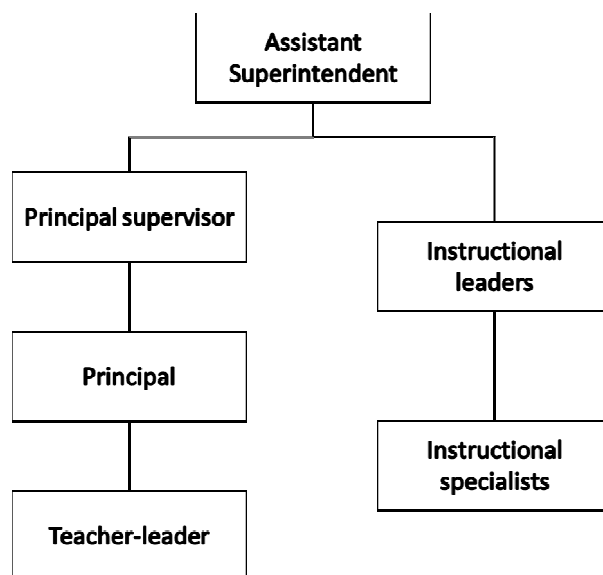 Assistant
Superintendent
Principal supervisor
Instructional
leaders
Principal
Instructional
specialists
Teacher-leader